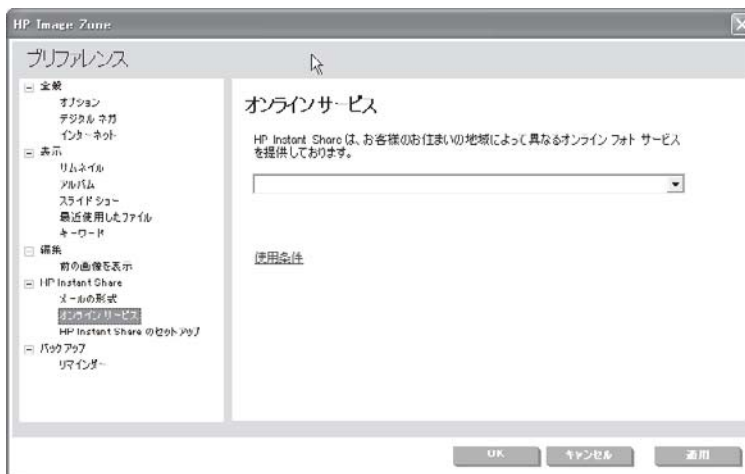 HP Image Zone
プリファレンス
全般
オプション
デジタル ネガ
インターネット
表示
サムネイル
アルバム
スライド ショー
最近使用したファイル
キーワード
編集
前の画像を表示
HP Instant Share
メールの形式
オンライン サービス
HP Instant Share のセットアップ
バックアップ
リマインダー
オンライン サービス
HP Instant Share は、お客様のお住まいの地域によって異なるオンライン フォト サービス
を提供しております。
使用条件
OK
キャンセル
適用